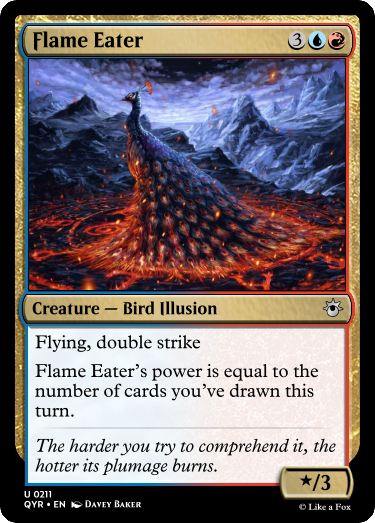 Flame Eater 3
Creature — Bird Illusion
Flying, double strike
Flame Eater's power is equal to the
number of cards you've drawn this
turn.
The harder you try to comprehend it, the
hotter its plumage burns.
★/3
U 0211
QYR • EN Davey Baker
© Like a Fox